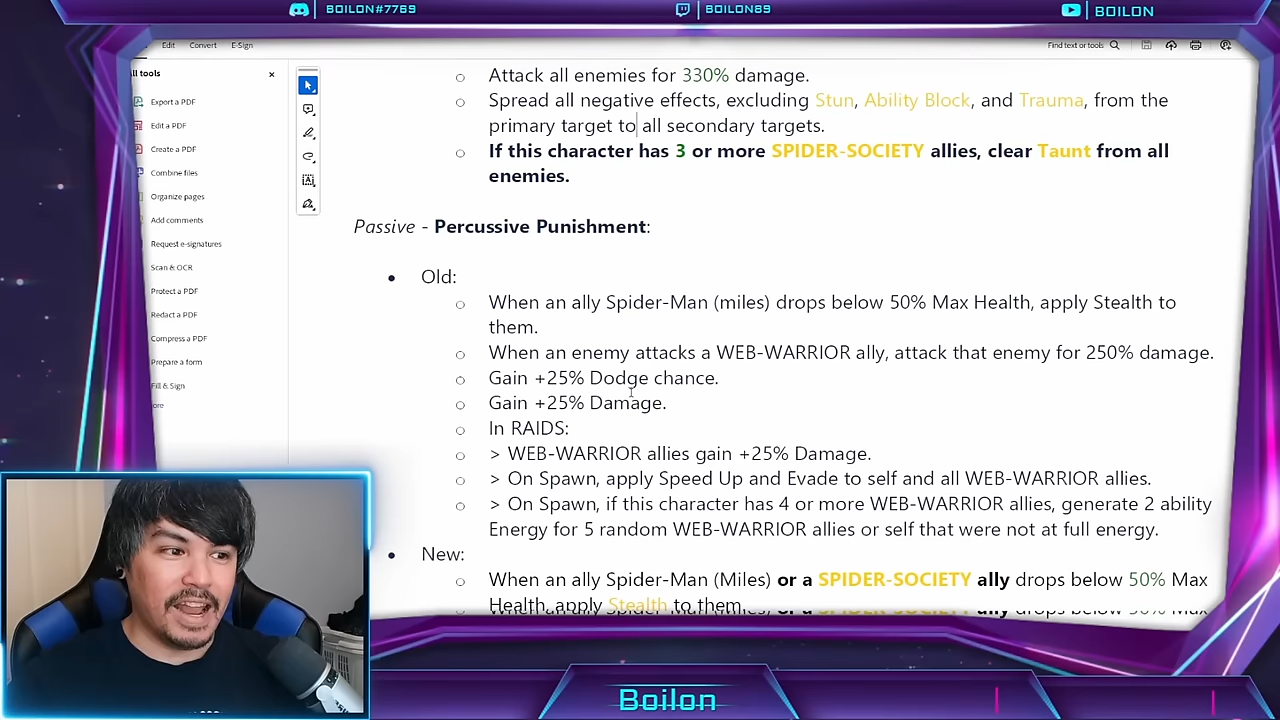 BOILON#7769
BOILON89
BOILON
Edit Convert E-Sign
Find text or tools
All tools
Export a PDF
Edit a PDF
Create a PDF
Combine files
Organize pages
Add comments
Request e-signatures
Scan & OCR
Protect a PDF
Redact a PDF
Compress a PDF
Prepare a form
Fill & Sign
Attack all enemies for 330% damage.
Spread all negative effects, excluding Stun, Ability Block, and Trauma, from the
primary target to all secondary targets.
If this character has 3 or more SPIDER-SOCIETY allies, clear Taunt from all
enemies.
Passive - Percussive Punishment:
Old:
When an ally Spider-Man (miles) drops below 50% Max Health, apply Stealth to
them.
When an enemy attacks a WEB-WARRIOR ally, attack that enemy for 250% damage.
Gain +25% Dodge chance.
Gain +25% Damage.
In RAIDS:
> WEB-WARRIOR allies gain +25% Damage.
> On Spawn, apply Speed Up and Evade to self and all WEB-WARRIOR allies.
> On Spawn, if this character has 4 or more WEB-WARRIOR allies, generate 2 ability
Energy for 5 random WEB-WARRIOR allies or self that were not at full energy.
New:
When an ally Spider-Man (Miles) or a SPIDER-SOCIETY ally drops below 50% Max
Health, apply Stealth to them.
Boilon